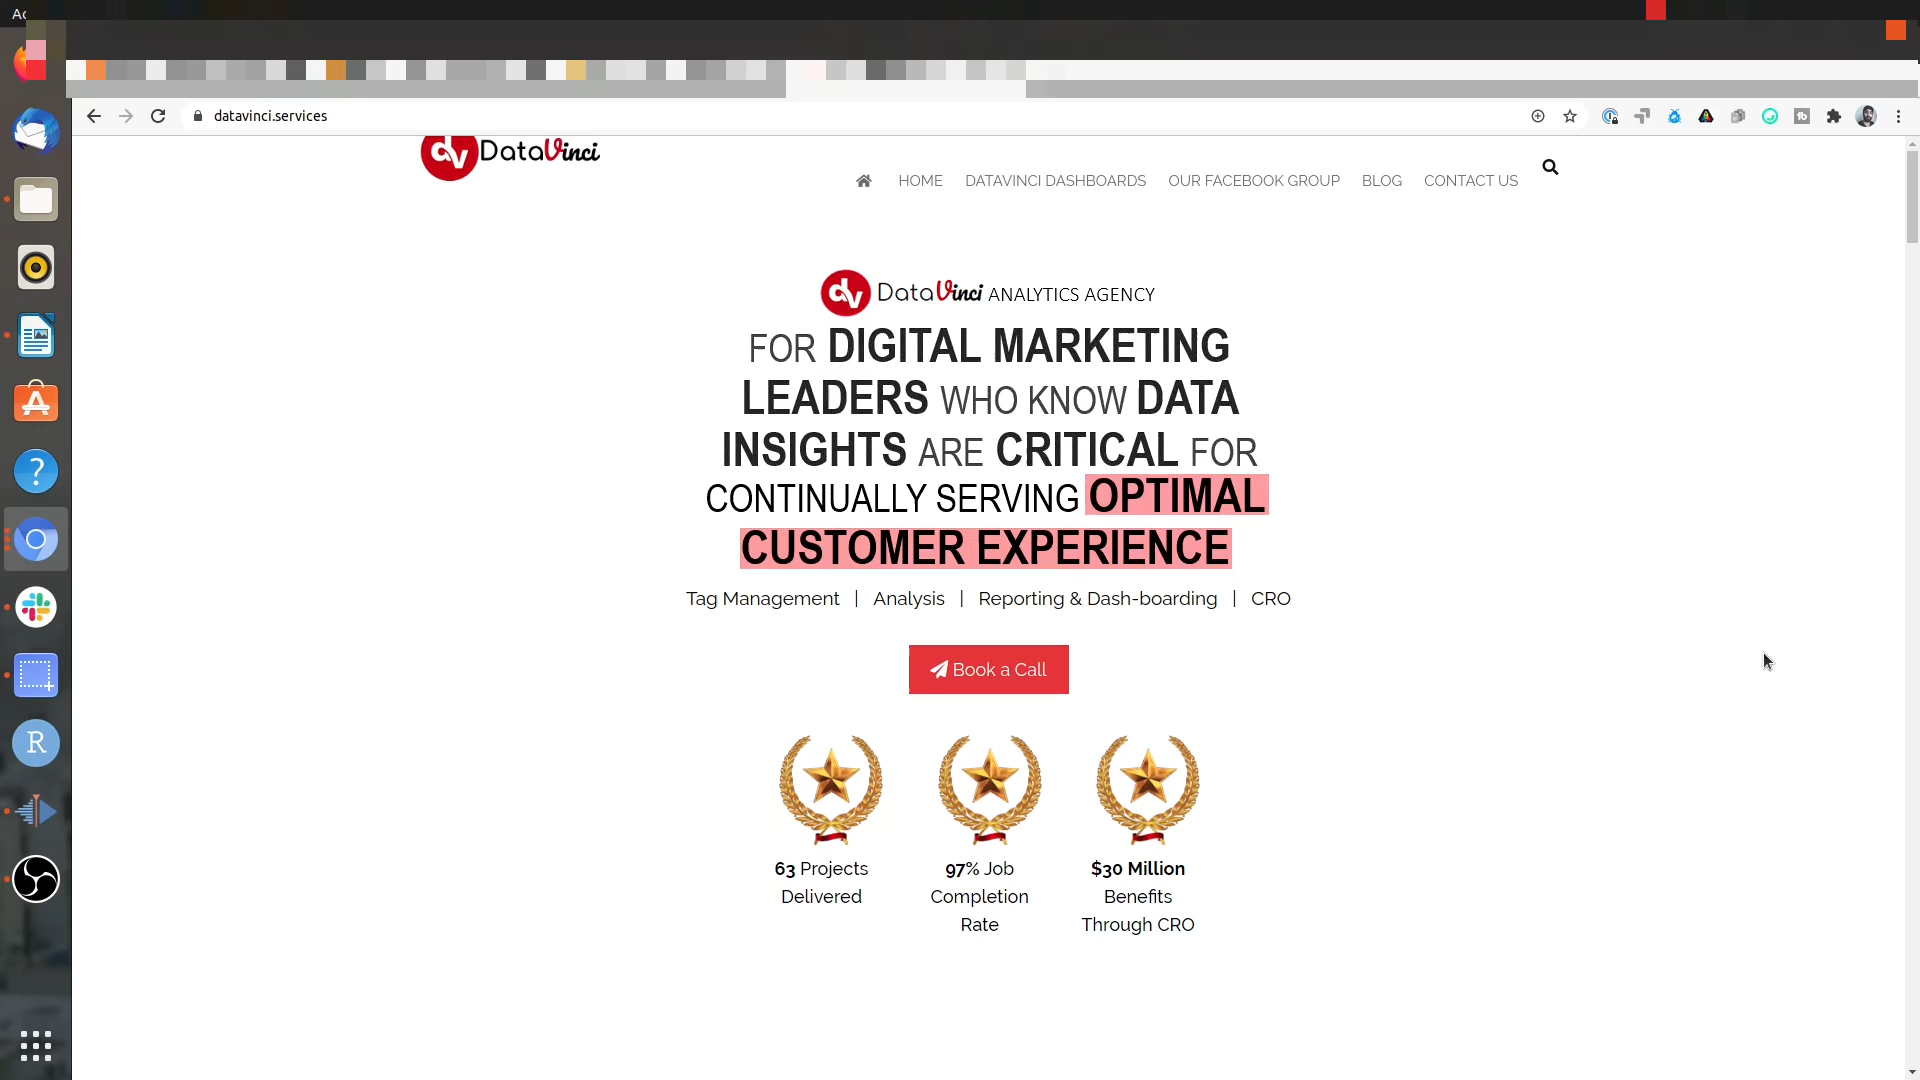 datavinci.services
DataVinci
HOME DATAVINCI DASHBOARDS OUR FACEBOOK GROUP BLOG CONTACT US
dv DataVinci ANALYTICS AGENCY
FOR DIGITAL MARKETING
LEADERS WHO KNOW DATA
INSIGHTS ARE CRITICAL FOR
CONTINUALLY SERVING OPTIMAL
CUSTOMER EXPERIENCE
Tag Management | Analysis | Reporting & Dash-boarding | CRO
Book a Call
63 Projects
Delivered
97% Job
Completion
Rate
$30 Million
Benefits
Through CRO